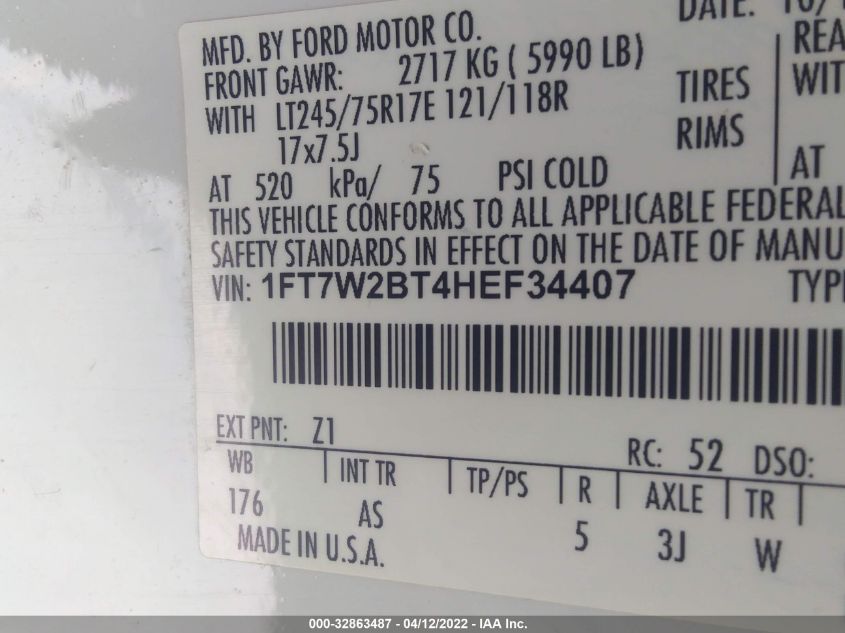 DATE: 10/
MFD. BY FORD MOTOR CO.
FRONT GAWR: 2717 KG ( 5990 LB)
REA
WITH LT245/75R17E 121/118R TIRES WIT
17x7.5J RIMS
AT 520 kPa/ 75 PSI COLD AT
THIS VEHICLE CONFORMS TO ALL APPLICABLE FEDERAL
SAFETY STANDARDS IN EFFECT ON THE DATE OF MANU
VIN: 1FT7W2BT4HEF34407 TYPE
EXT PNT: Z1 RC: 52 DSO:
WB INT TR TP/PS R AXLE TR
176 AS 5 3J W
MADE IN U.S.A.
000-32863487 - 04/12/2022 - IAA Inc.